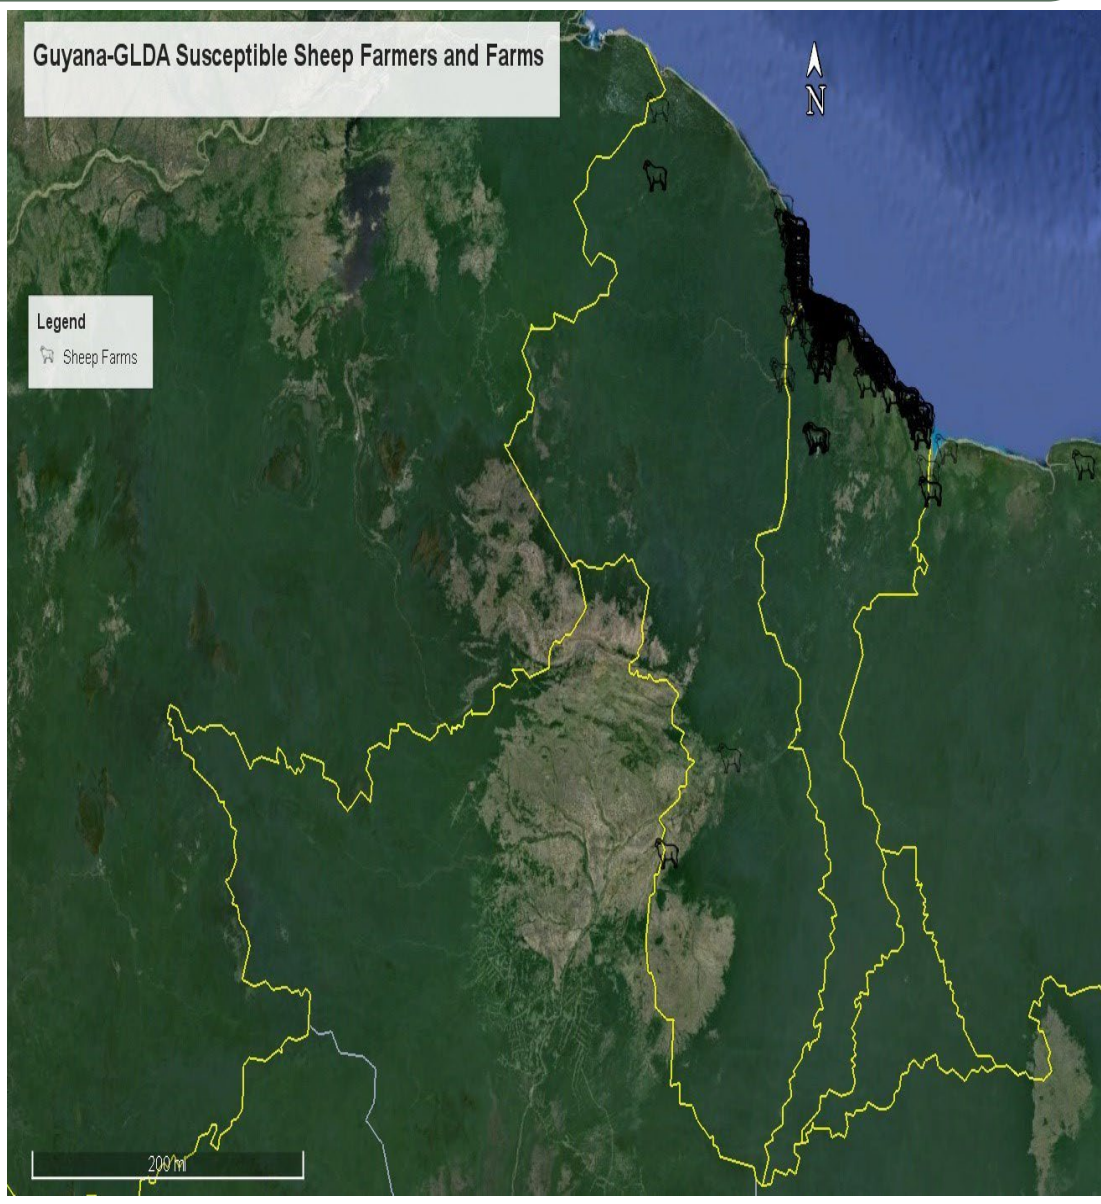 Guyana-GLDA Susceptible Sheep Farmers and Farms
N
Legend
Sheep Farms
200 mi